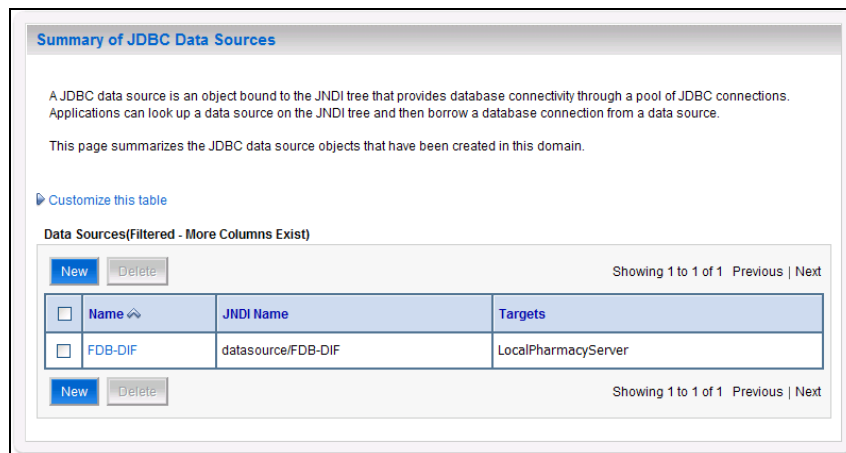 Summary of JDBC Data Sources
A JDBC data source is an object bound to the JNDI tree that provides database connectivity through a pool of JDBC connections.
Applications can look up a data source on the JNDI tree and then borrow a database connection from a data source.
This page summarizes the JDBC data source objects that have been created in this domain.
Customize this table
Data Sources(Filtered - More Columns Exist)
New Delete Showing 1 to 1 of 1 Previous | Next
Name JNDI Name Targets
FDB-DIF datasource/FDB-DIF LocalPharmacyServer
New Delete Showing 1 to 1 of 1 Previous | Next